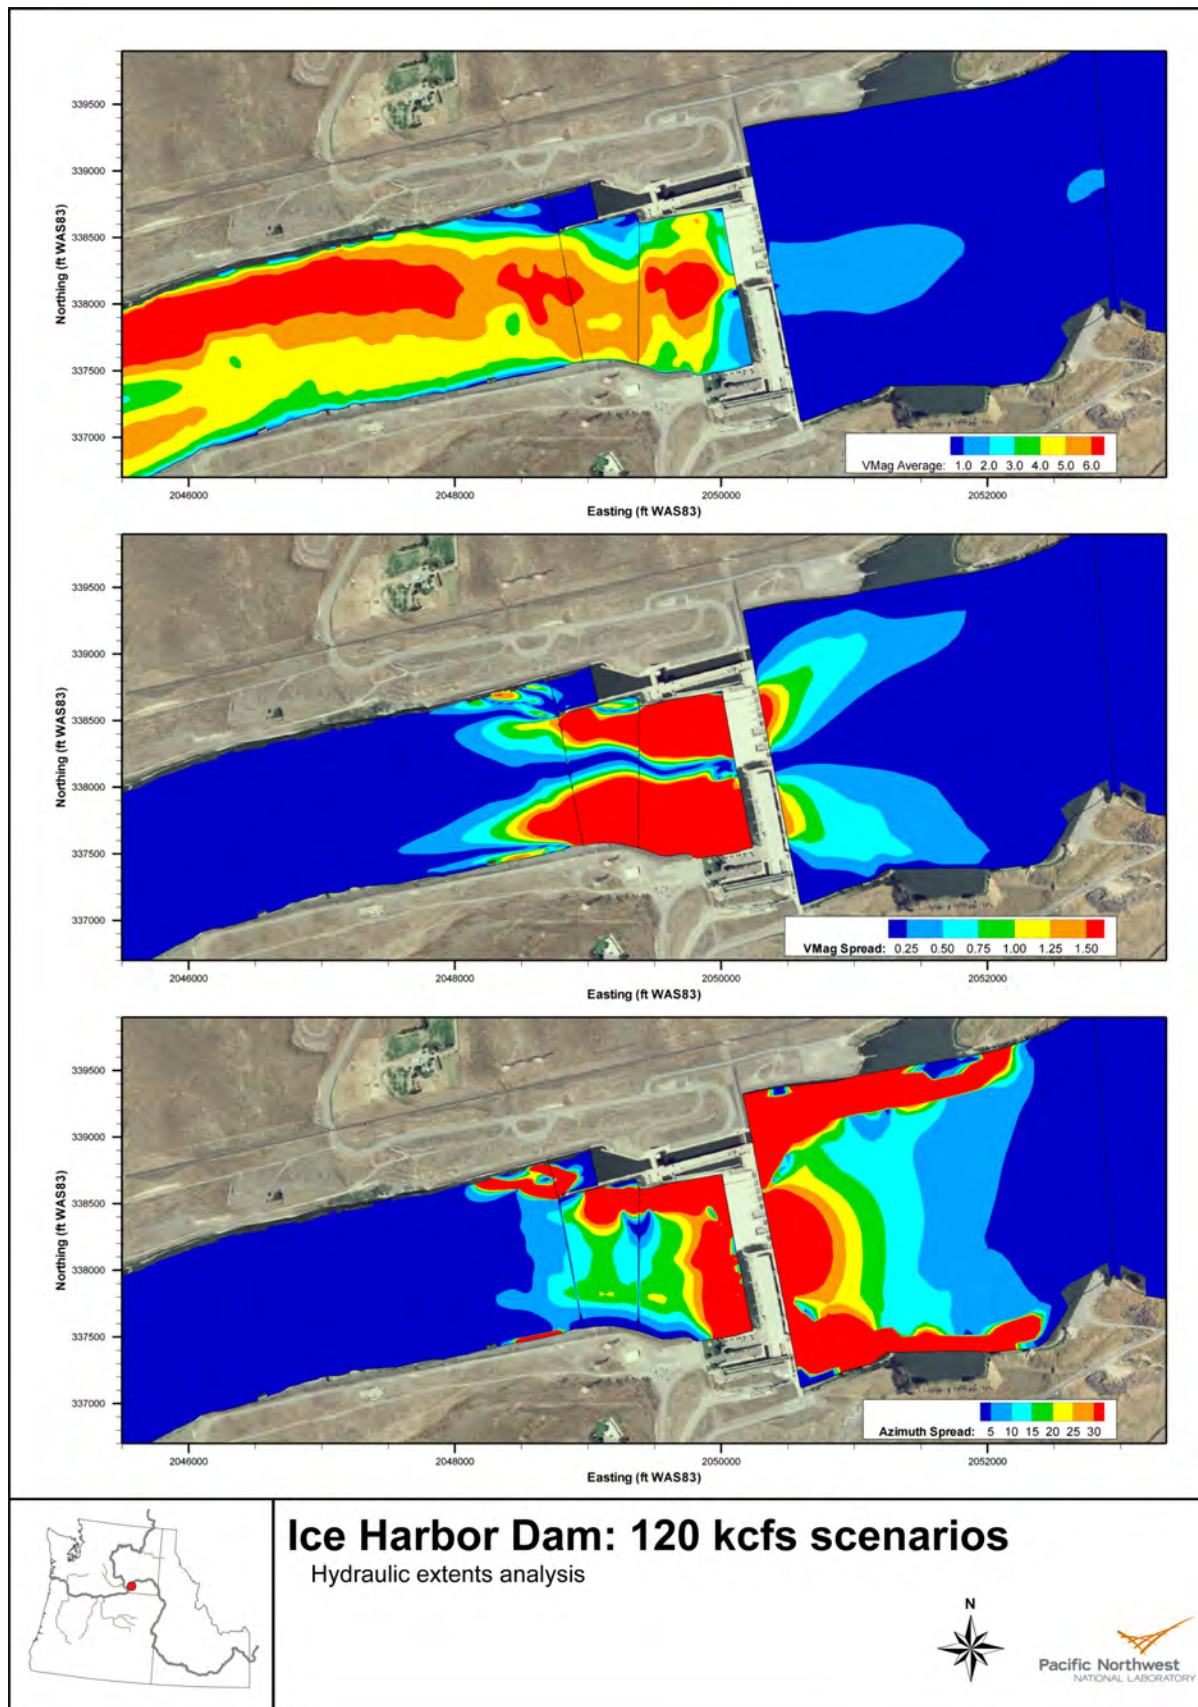 339500
339000
338500
338000
337500
337000
Northing (ft WAS83)
VMag Average: 1.0 2.0 3.0 4.0 5.0 6.0
2046000 2048000 2050000 2052000
Easting (ft WAS83)
339500
339000
338500
338000
337500
337000
Northing (ft WAS83)
VMag Spread: 0.25 0.50 0.75 1.00 1.25 1.50
2046000 2048000 2050000 2052000
Easting (ft WAS83)
339500
339000
338500
338000
337500
337000
Northing (ft WAS83)
Azimuth Spread: 5 10 15 20 25 30
2046000 2048000 2050000 2052000
Easting (ft WAS83)
Ice Harbor Dam: 120 kcfs scenarios
Hydraulic extents analysis
N
Pacific Northwest
NATIONAL LABORATORY